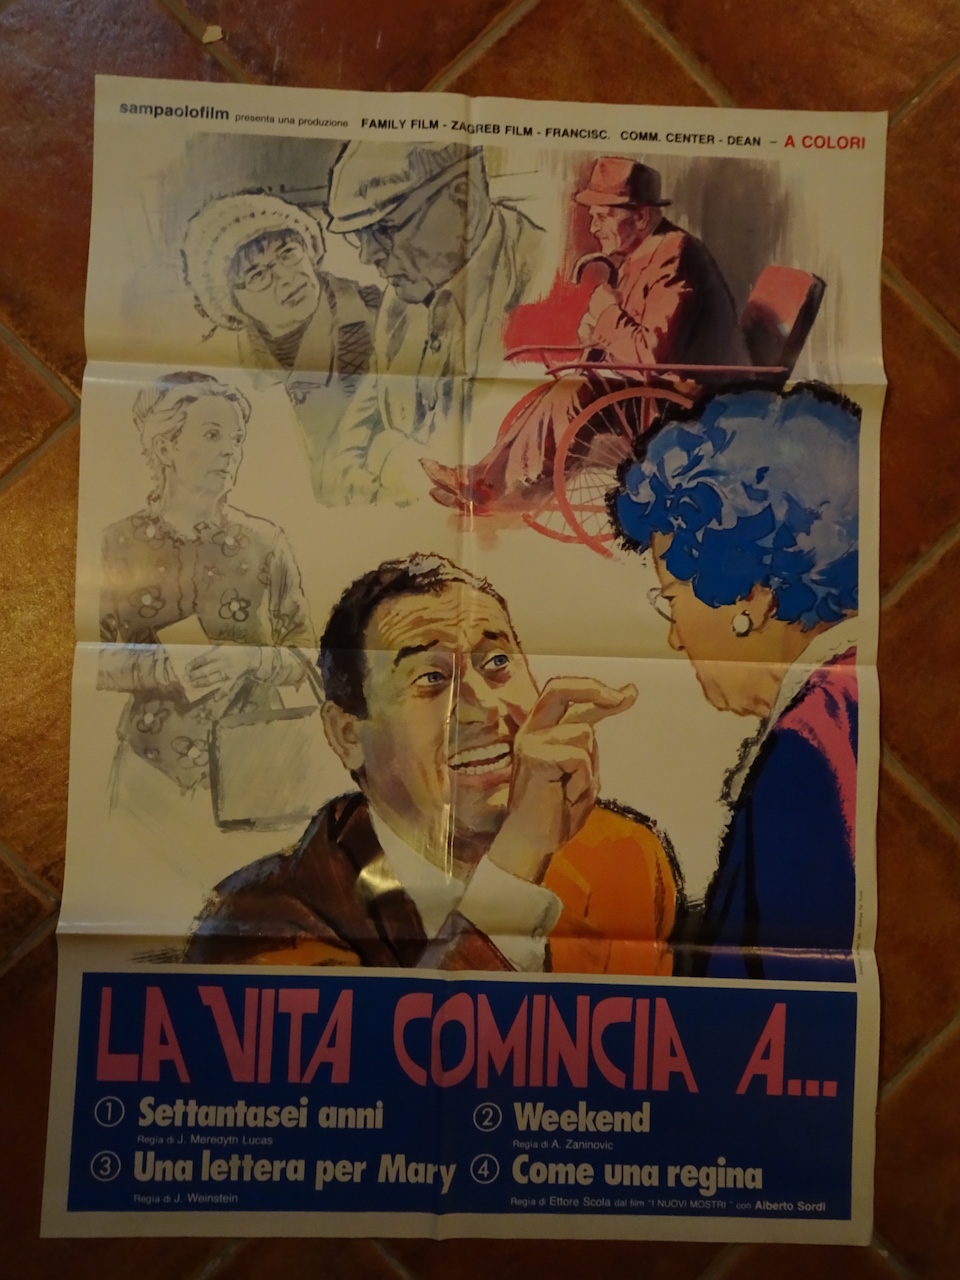 sampaolofilm presenta una produzione FAMILY FILM - ZAGREB FILM - FRANCISC. COMM. CENTER - DEAN - A COLORI
LA VITA COMINCIA A...
1 Settantasei anni
Regia di J. Meredyth Lucas
2 Weekend
Regia di A. Zaninovic
3 Una lettera per Mary
Regia di J. Weinstein
4 Come una regina
Regia di Ettore Scola dal film "I NUOVI MOSTRI" con Alberto Sordi